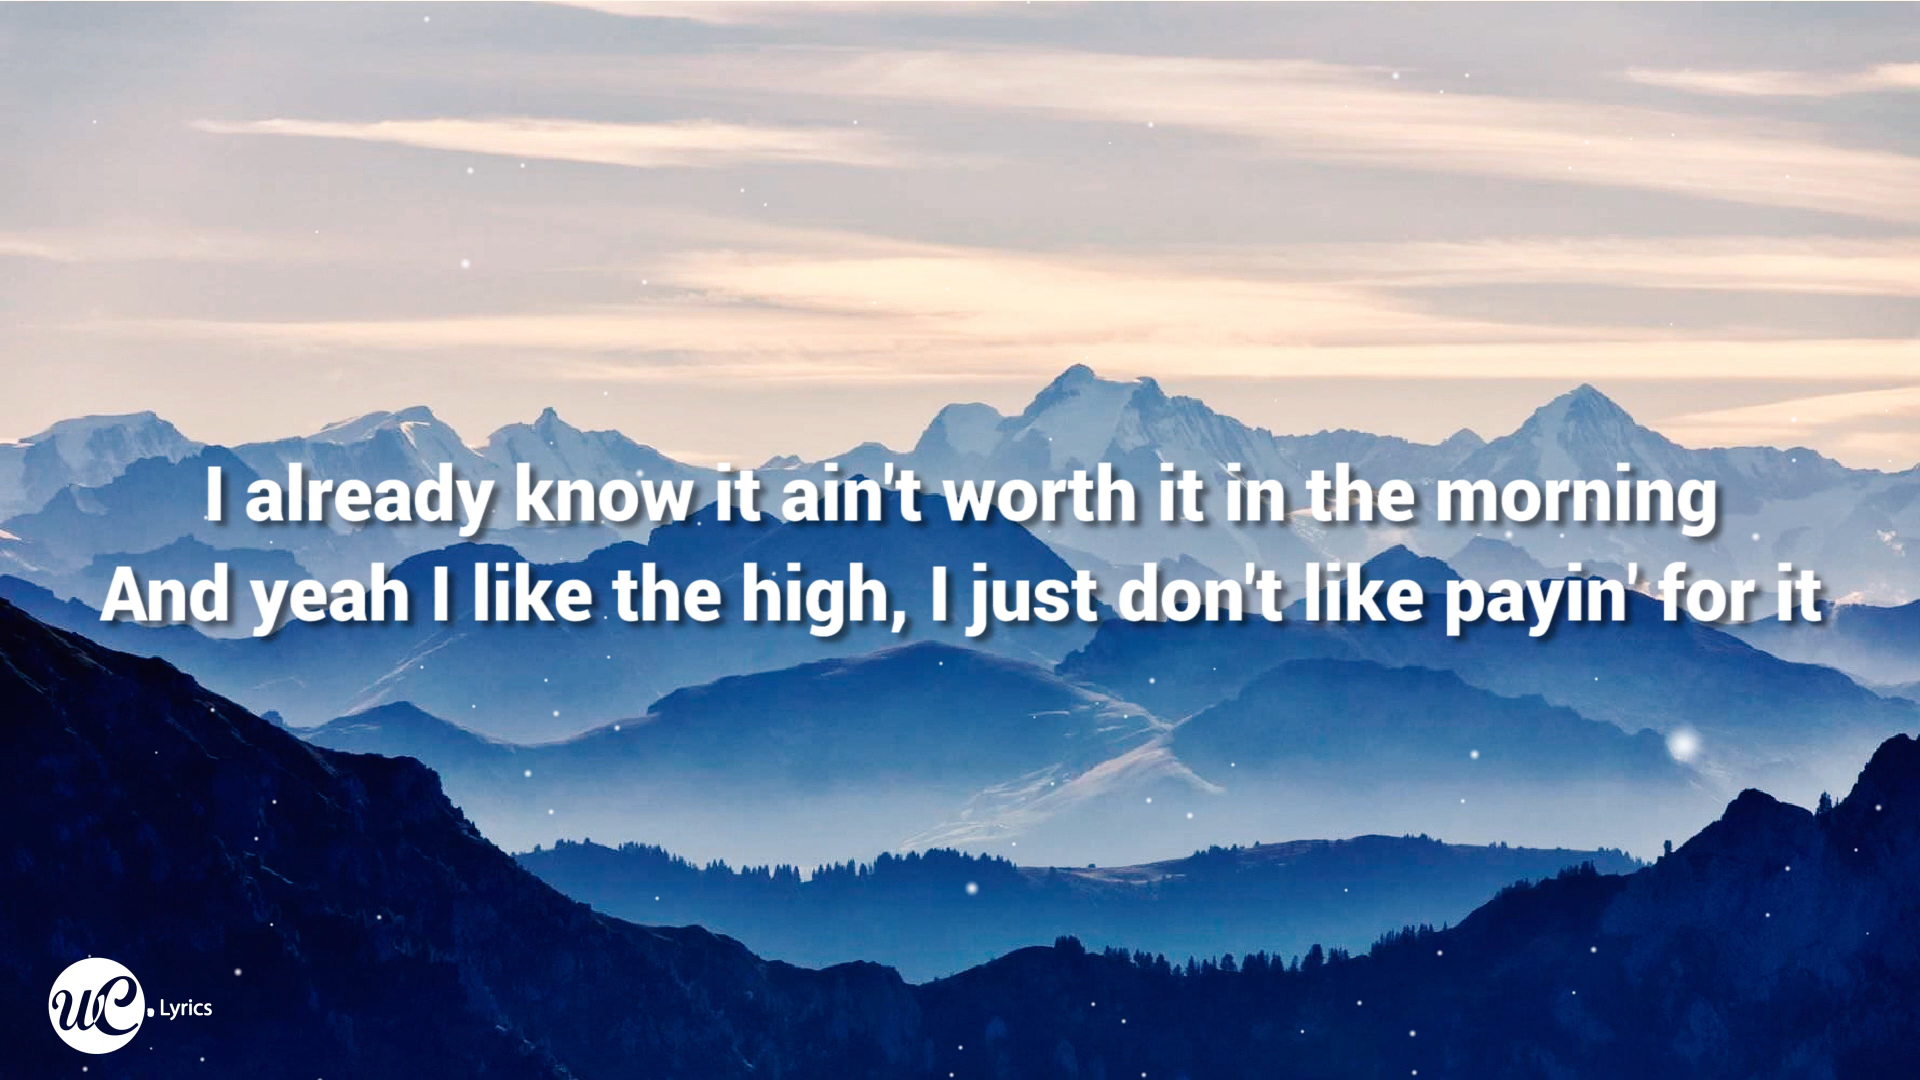 I already know it ain't worth it in the morning
And yeah I like the high, I just don't like payin' for it
WC. Lyrics